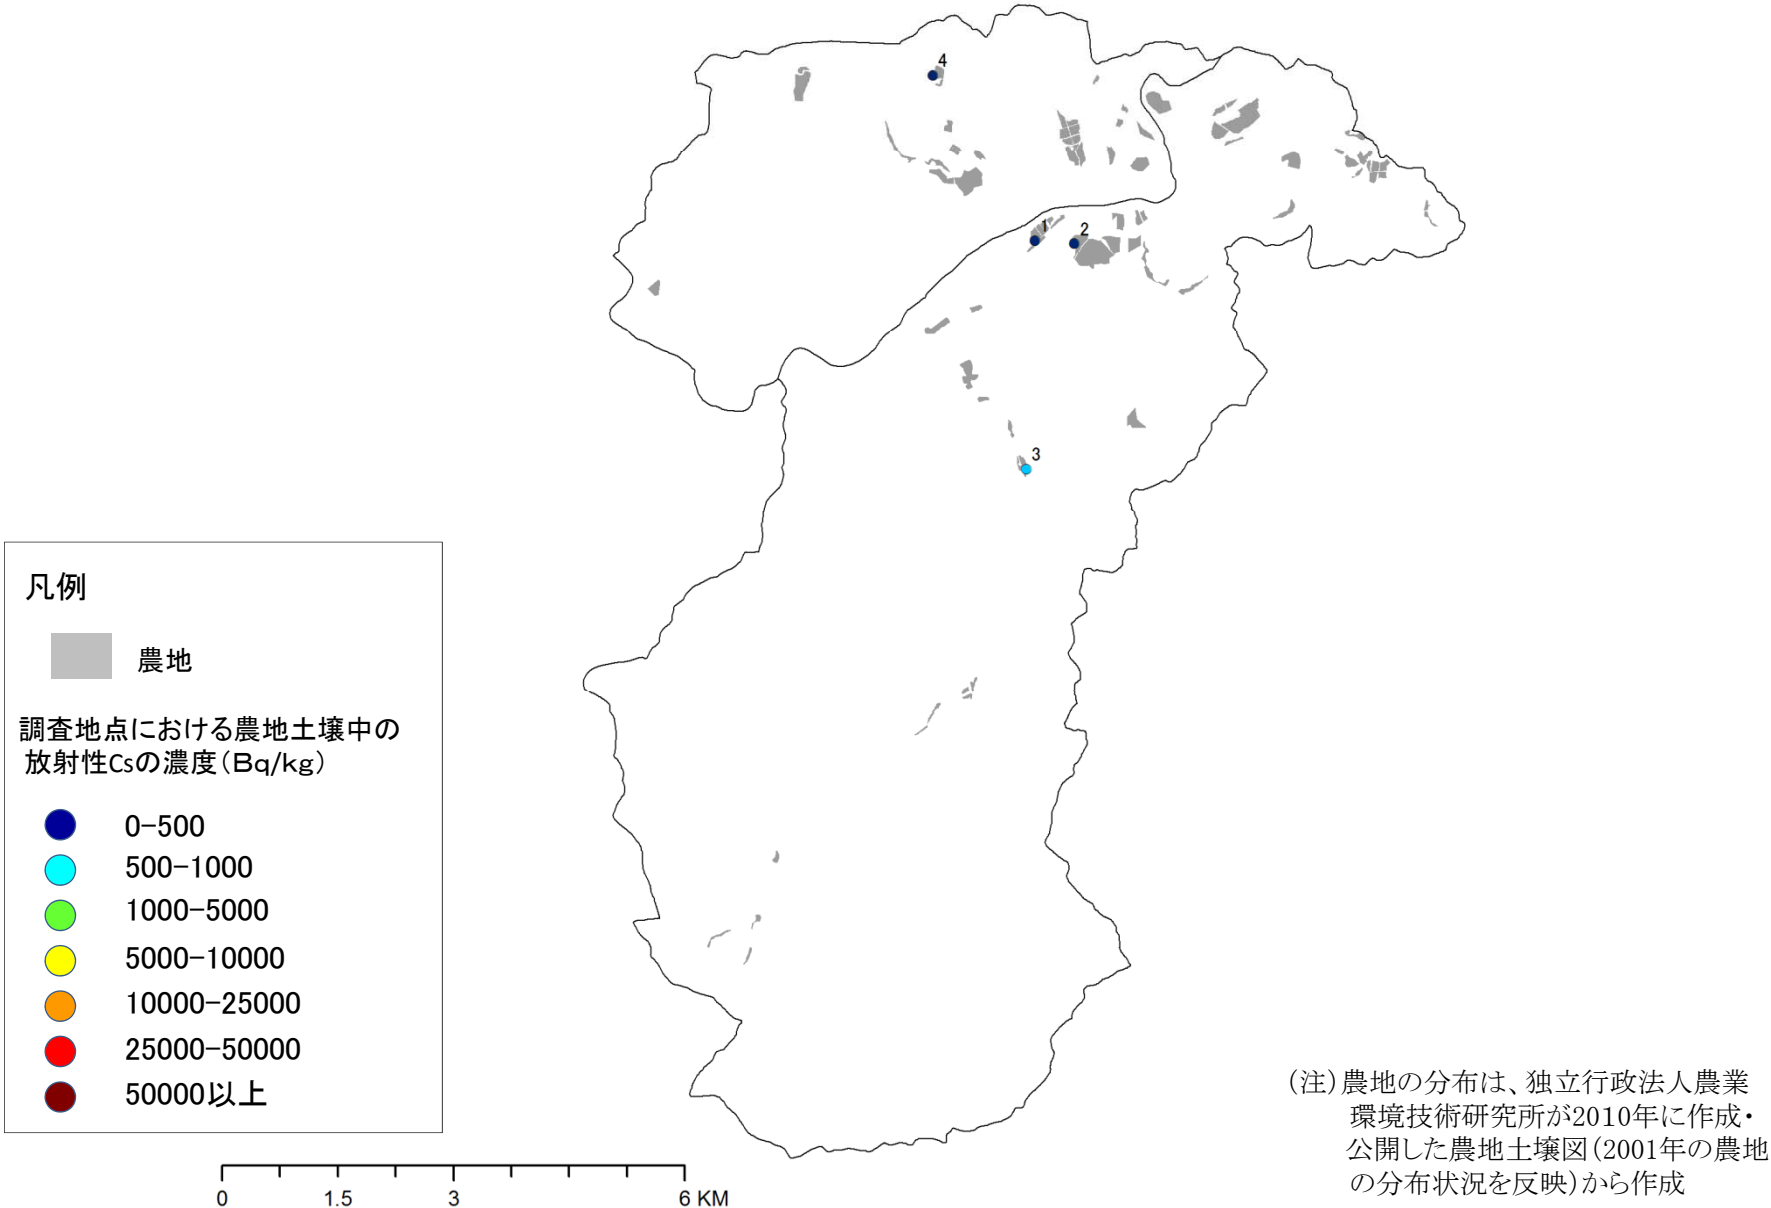 4
1
2
3
凡例
農地
調査地点における農地土壌中の
放射性Csの濃度(Bq/kg)
0-500
500-1000
1000-5000
5000-10000
10000-25000
25000-50000
50000以上
0 1.5 3 6 KM
(注)農地の分布は、独立行政法人農業
環境技術研究所が2010年に作成・
公開した農地土壌図(2001年の農地
の分布状況を反映)から作成